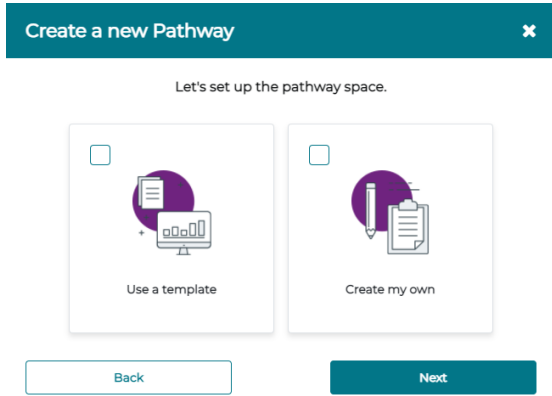 Create a new Pathway
Let's set up the pathway space.
Use a template
Create my own
Back
Next